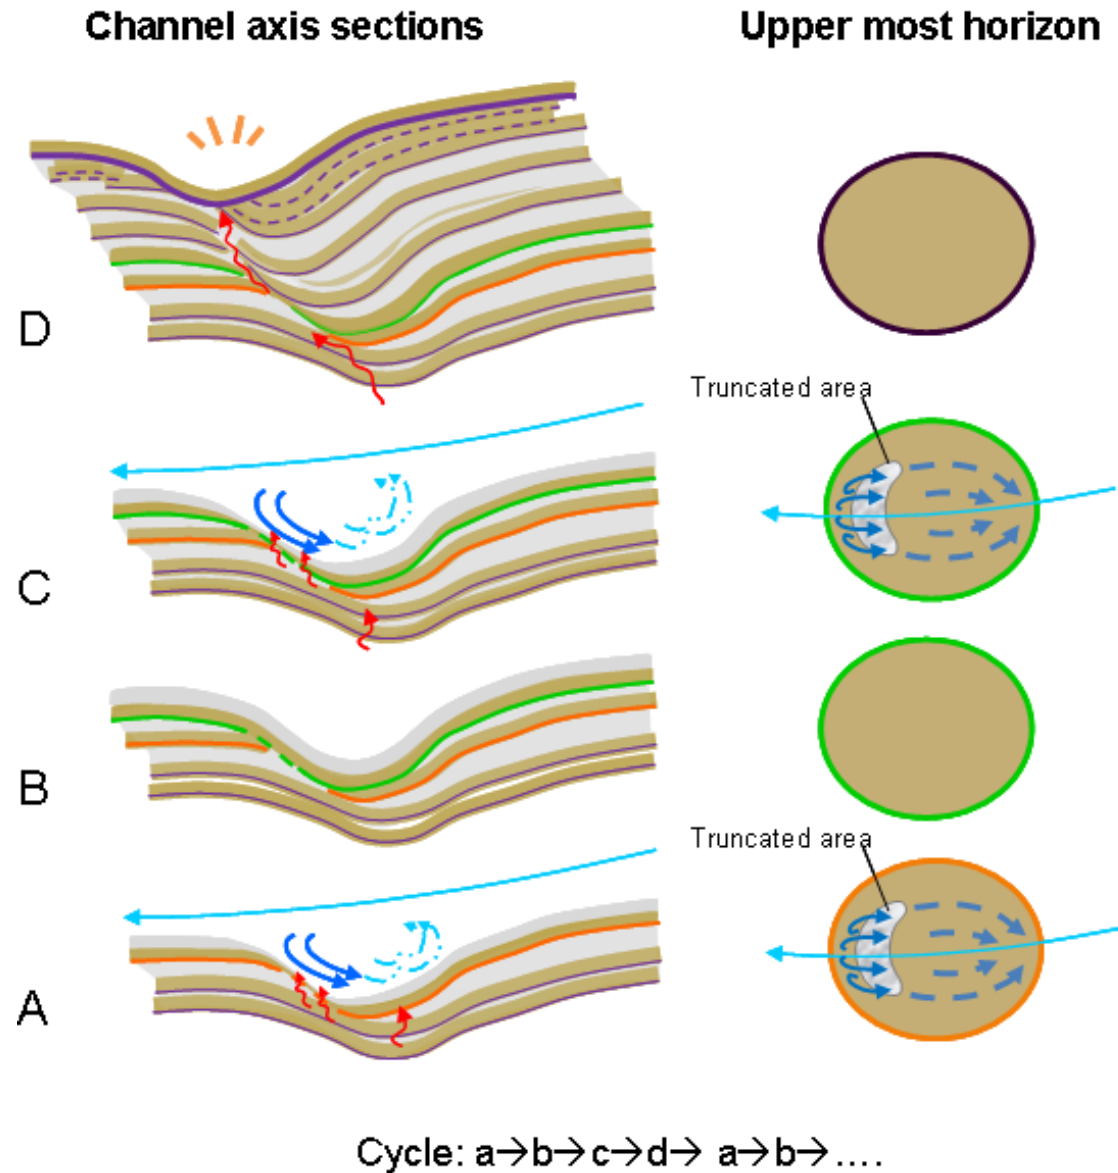 Channel axis sections
Upper most horizon
D
Truncated area
C
B
Truncated area
A
Cycle: a→b→c→d→ a→b→....